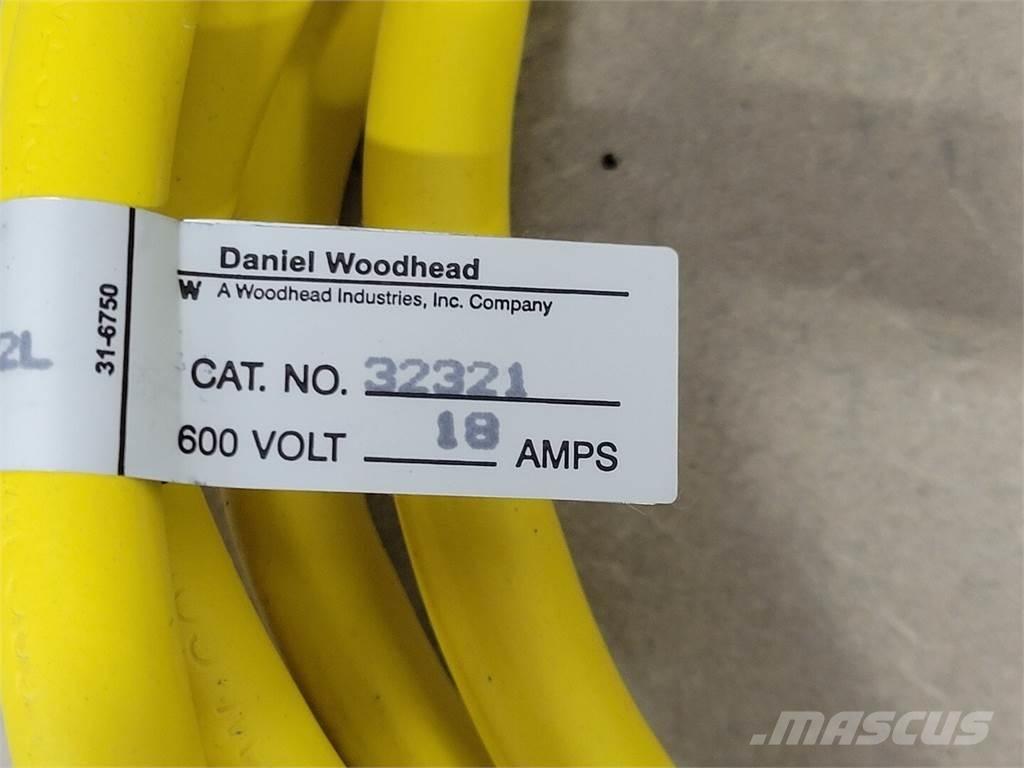 Daniel Woodhead
W A Woodhead Industries, Inc. Company
CAT. NO. 32321
600 VOLT 18 AMPS
31-6750
2L
MASCUS